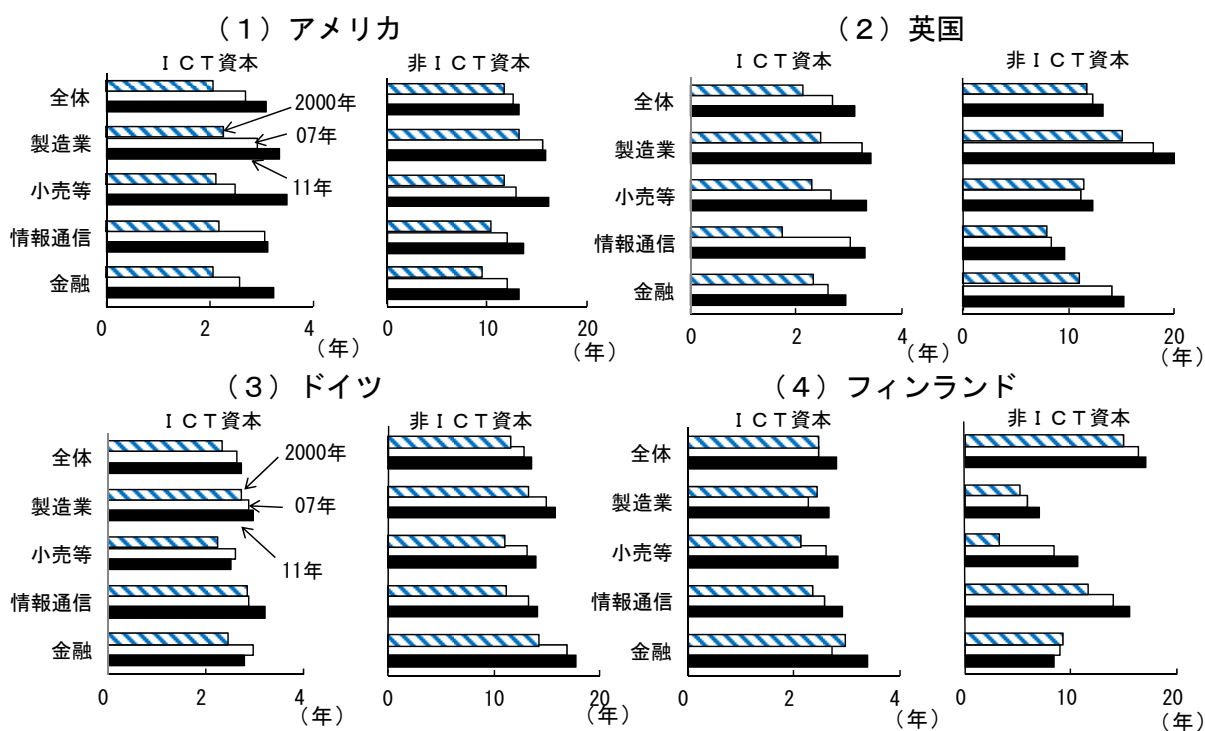 （１）アメリカ
ＩＣＴ資本
非ＩＣＴ資本
全体
製造業
小売等
情報通信
金融
2000年
07年
11年
0 2 4
（年）
0 10 20
（年）
（２）英国
ＩＣＴ資本
非ＩＣＴ資本
全体
製造業
小売等
情報通信
金融
0 2 4
（年）
0 10 20
（年）
（３）ドイツ
ＩＣＴ資本
非ＩＣＴ資本
全体
製造業
小売等
情報通信
金融
2000年
07年
11年
0 2 4
（年）
0 10 20
（年）
（４）フィンランド
ＩＣＴ資本
非ＩＣＴ資本
全体
製造業
小売等
情報通信
金融
0 2 4
（年）
0 10 20
（年）